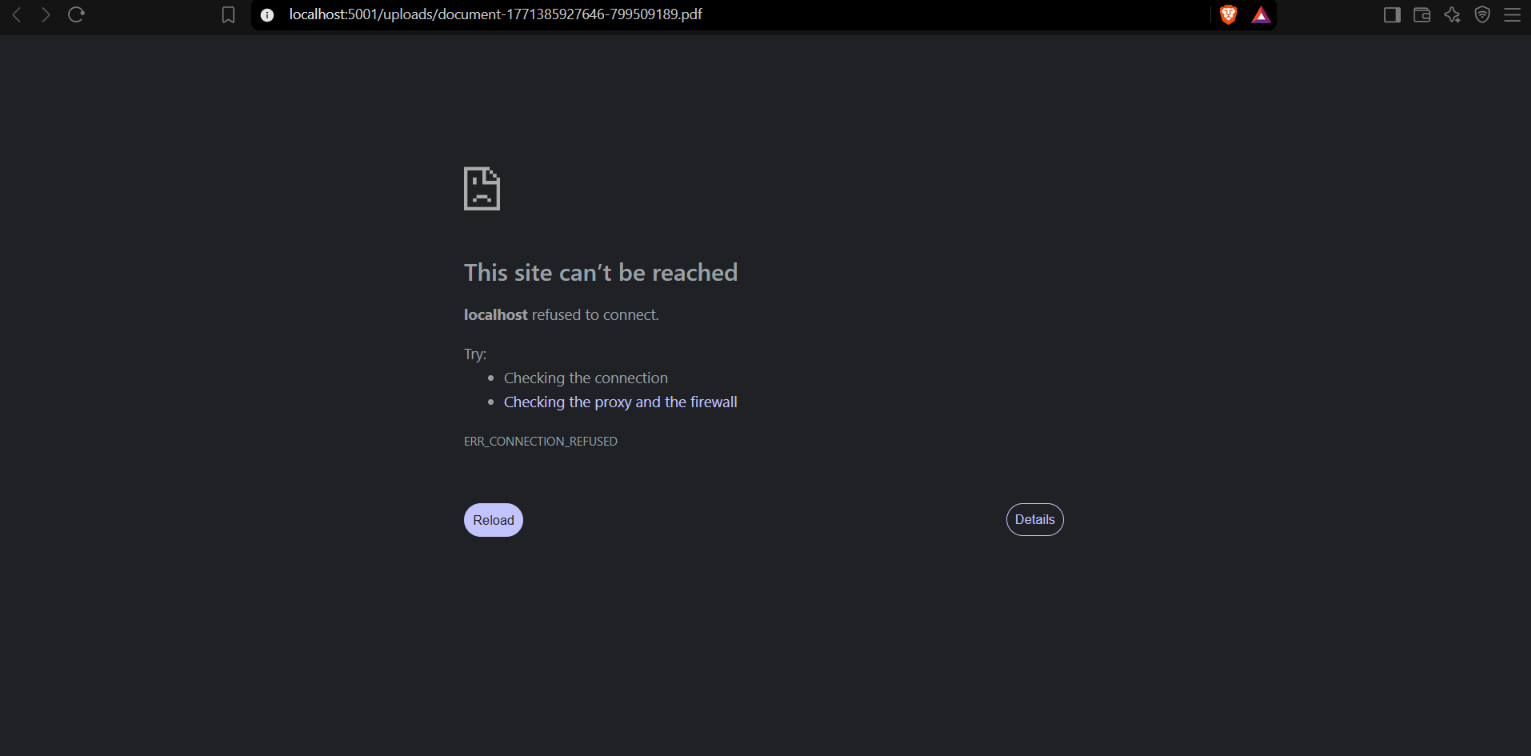 localhost:5001/uploads/document-1771385927646-799509189.pdf
This site can’t be reached
localhost refused to connect.
Try:
Checking the connection
Checking the proxy and the firewall
ERR_CONNECTION_REFUSED
Reload
Details